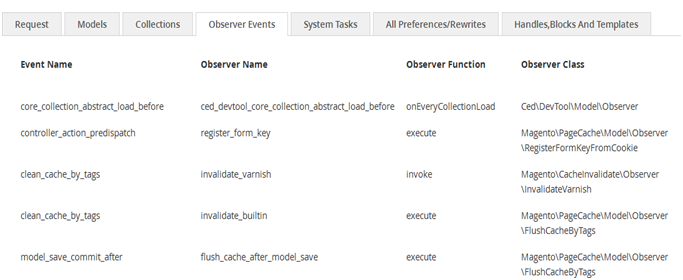 Request Models Collections Observer Events System Tasks All Preferences/Rewrites Handles,Blocks And Templates
Event Name Observer Name Observer Function Observer Class
core_collection_abstract_load_before ced_devtool_core_collection_abstract_load_before onEveryCollectionLoad Ced\DevTool\Model\Observer
controller_action_predispatch register_form_key execute Magento\PageCache\Model\Observer
\RegisterFormKeyFromCookie
clean_cache_by_tags invalidate_varnish invoke Magento\CacheInvalidate\Observer
\InvalidateVarnish
clean_cache_by_tags invalidate_builtin execute Magento\PageCache\Model\Observer
\FlushCacheByTags
model_save_commit_after flush_cache_after_model_save execute Magento\PageCache\Model\Observer
\FlushCacheByTags